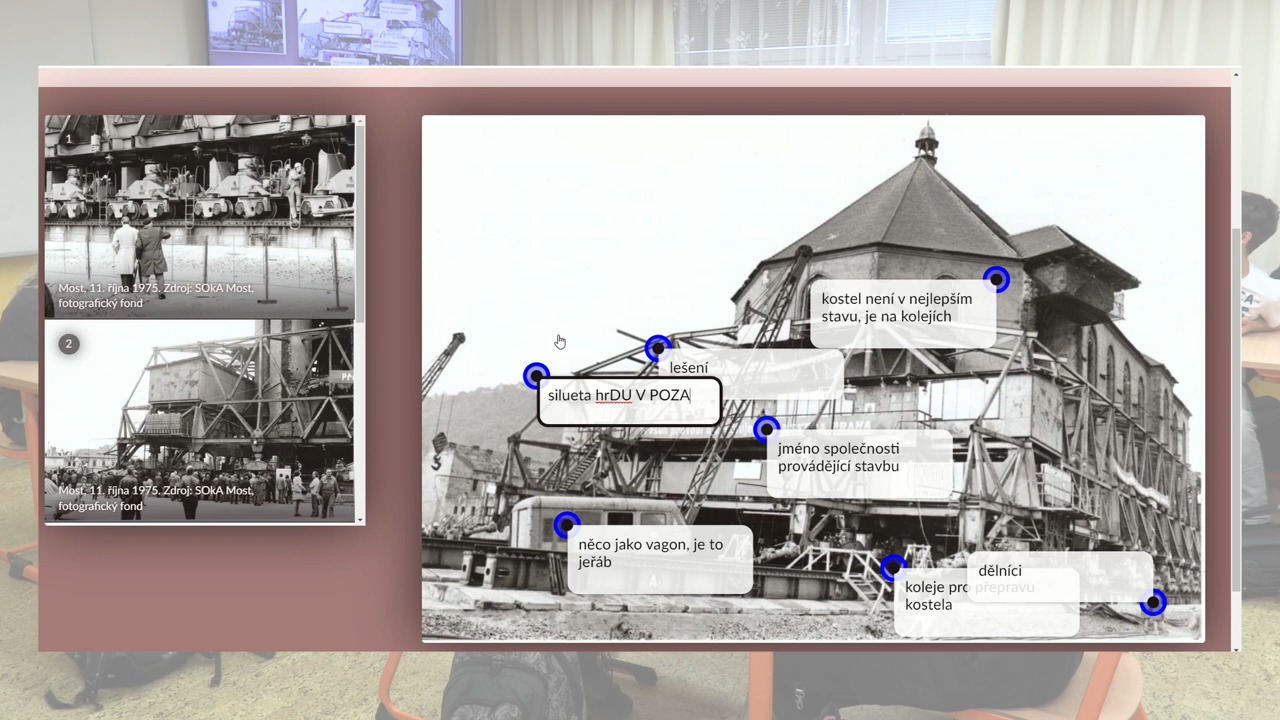 1
Most, 11. října 1975. Zdroj: SOkA Most,
fotografický fond
2
Most, 11. října 1975. Zdroj: SOkA Most,
fotografický fond
kostel není v nejlepším
stavu, je na kolejích
lešení
silueta hrDU V POZA
PRAHA
jméno společnosti
provádějící stavbu
něco jako vagon, je to
jeřáb
dělníci
koleje pro přepravu
kostela